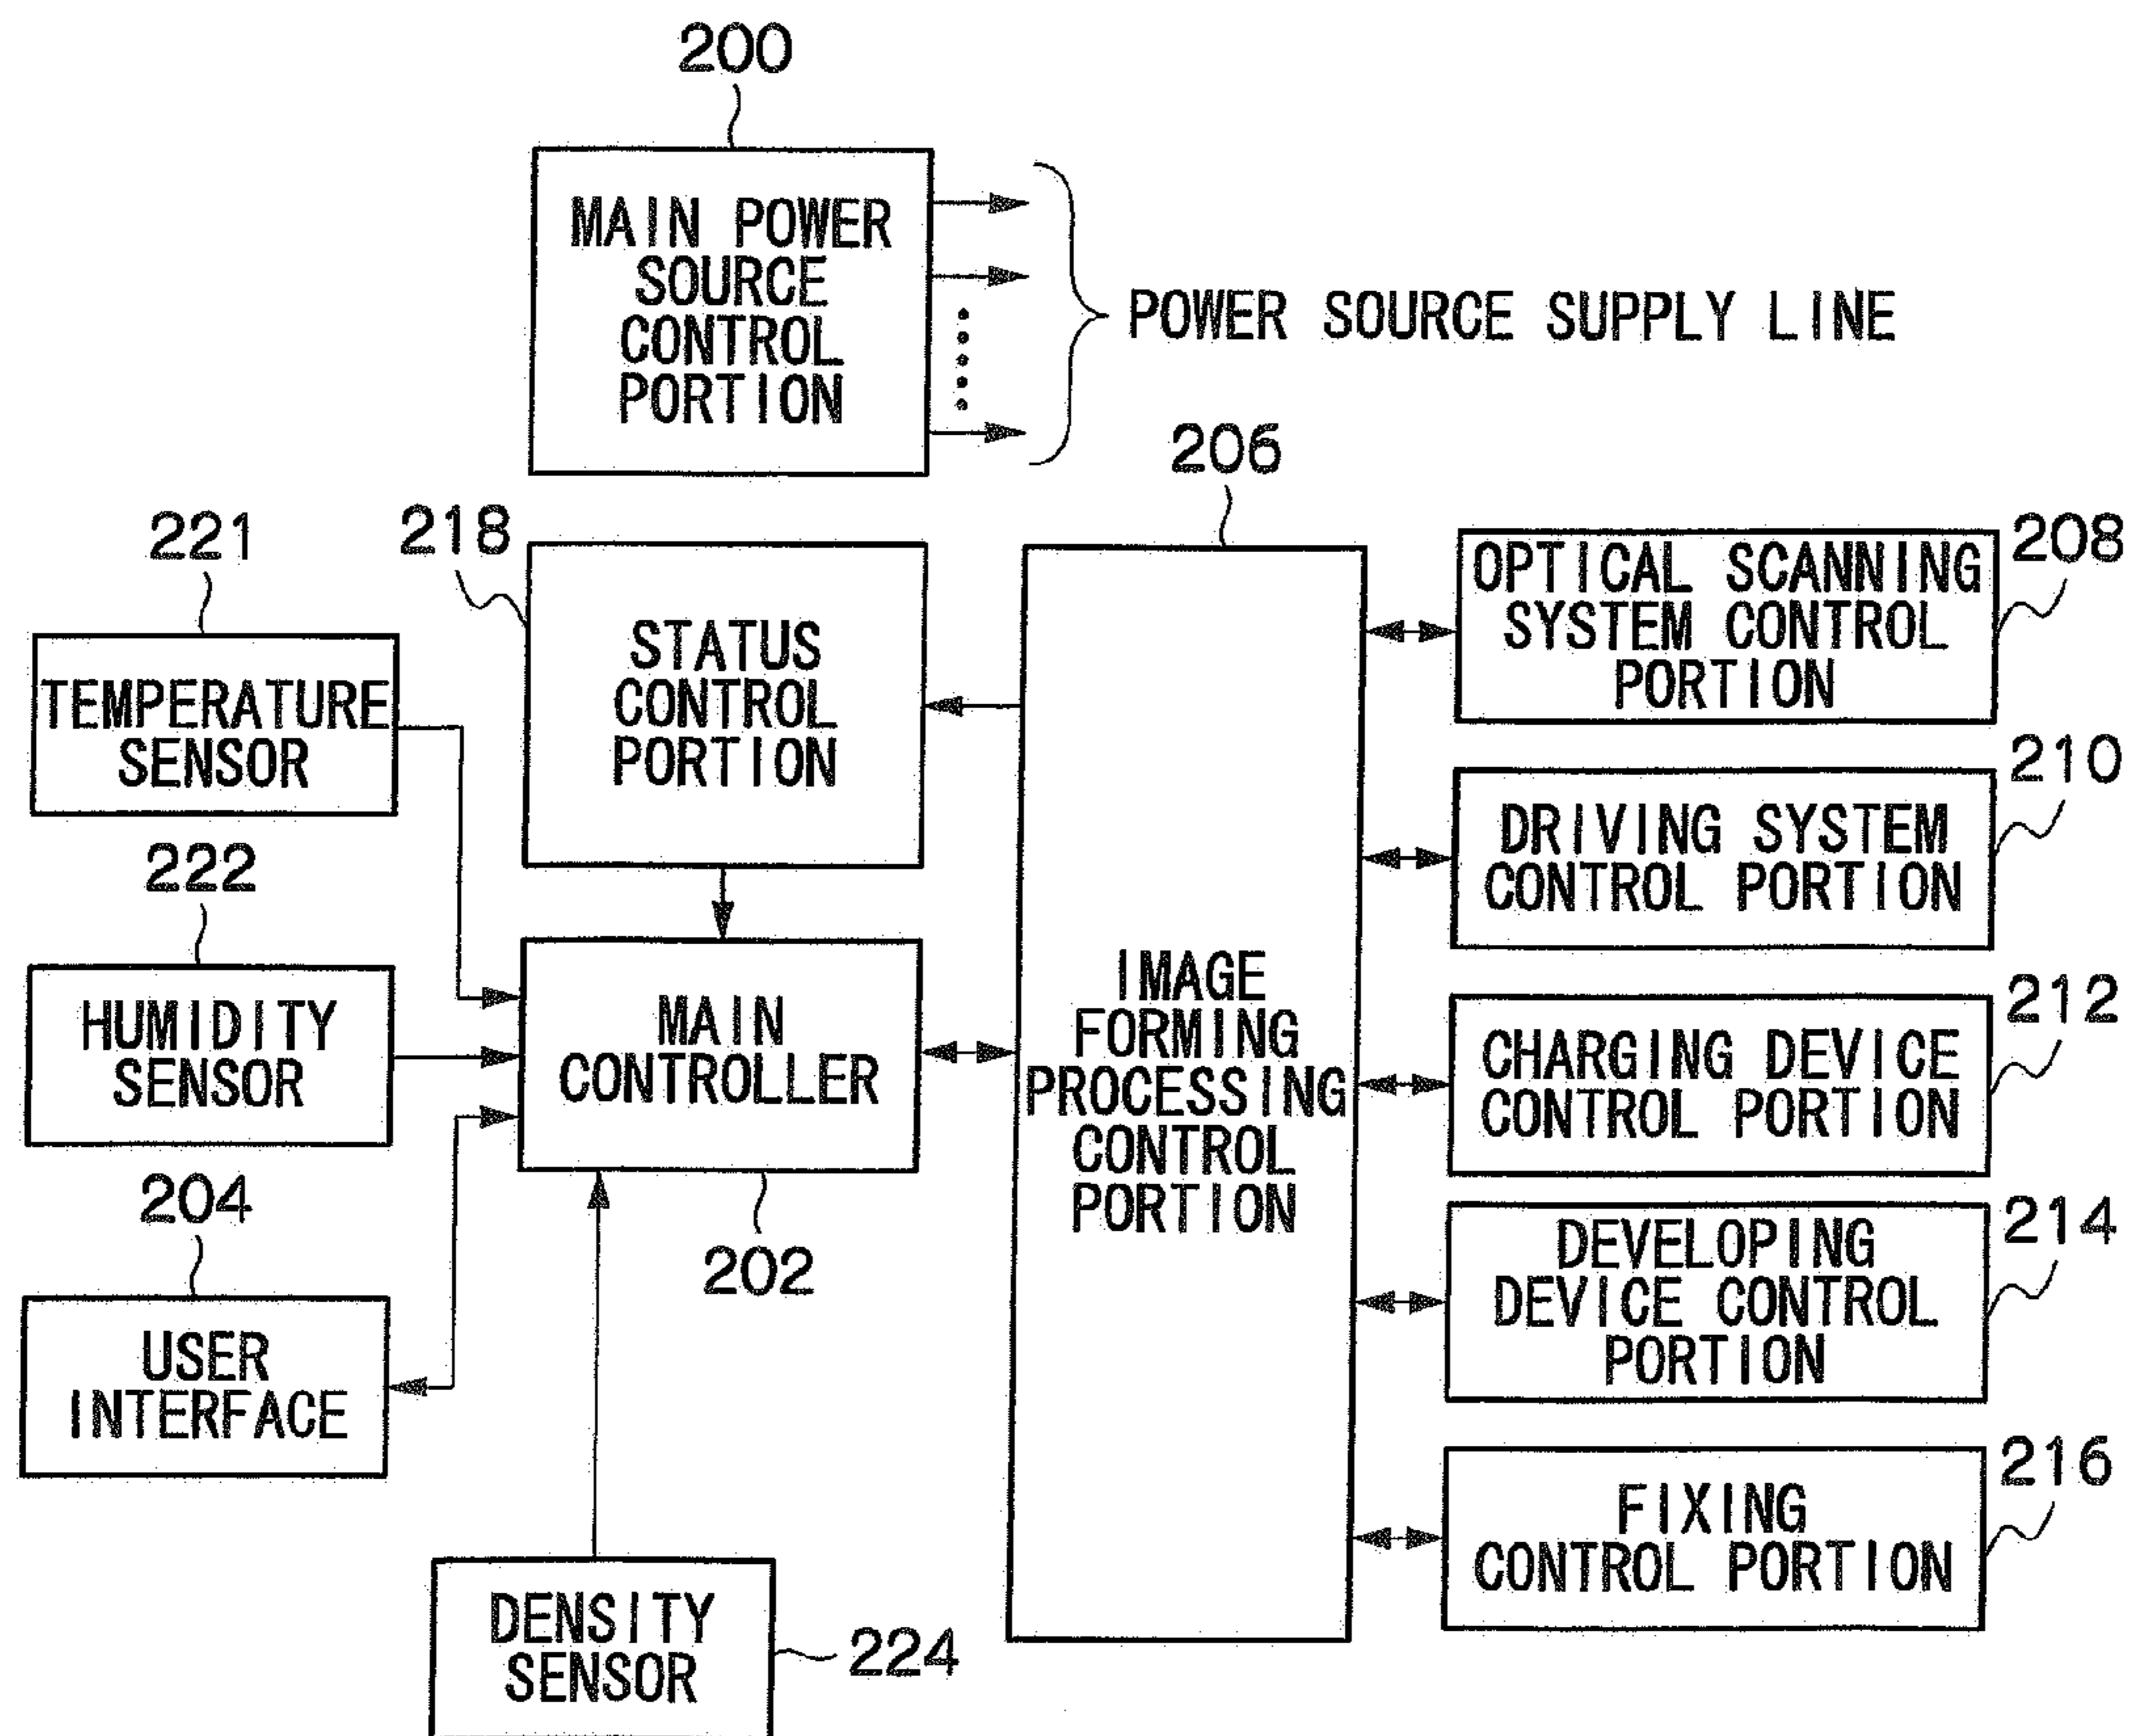 200
MAIN POWER
SOURCE
CONTROL
PORTION
POWER SOURCE SUPPLY LINE
206
221
218
208
TEMPERATURE
SENSOR
STATUS
CONTROL
PORTION
OPTICAL SCANNING
SYSTEM CONTROL
PORTION
210
DRIVING SYSTEM
CONTROL PORTION
222
HUMIDITY
SENSOR
MAIN
CONTROLLER
202
IMAGE
FORMING
PROCESSING
CONTROL
PORTION
212
CHARGING DEVICE
CONTROL PORTION
204
USER
INTERFACE
214
DEVELOPING
DEVICE CONTROL
PORTION
216
FIXING
CONTROL PORTION
DENSITY
SENSOR
224